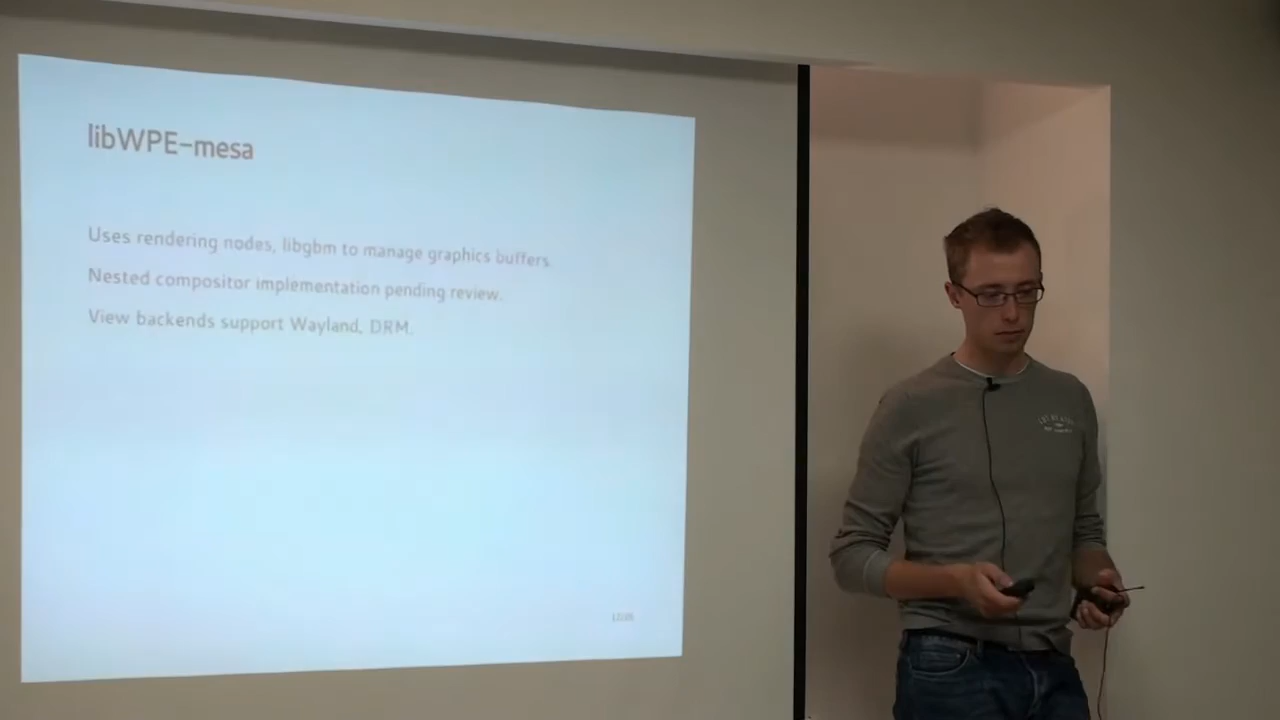 libWPE-mesa
Uses rendering nodes, libgbm to manage graphics buffers.
Nested compositor implementation pending review.
View backends support Wayland, DRM.